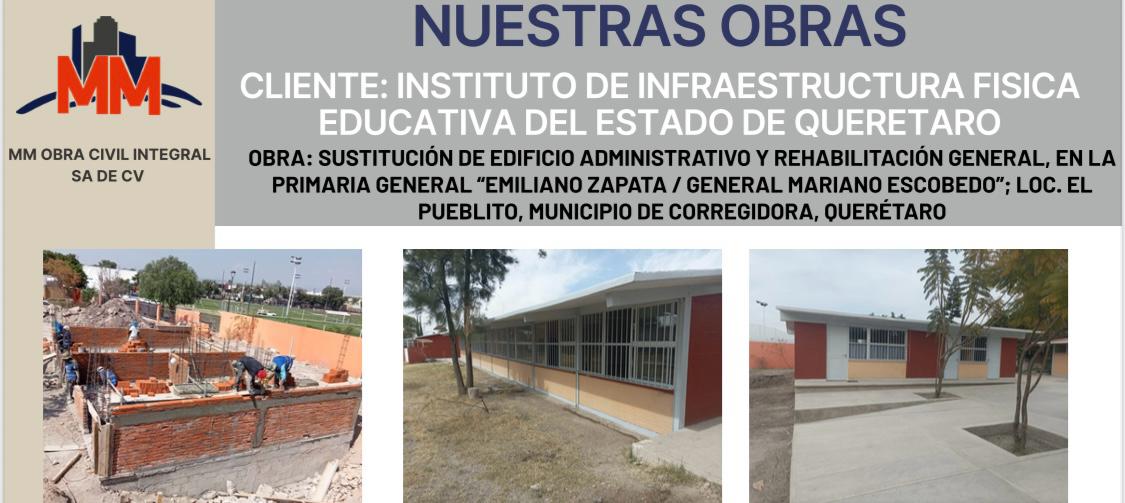 NUESTRAS OBRAS
CLIENTE: INSTITUTO DE INFRAESTRUCTURA FISICA
EDUCATIVA DEL ESTADO DE QUERETARO
OBRA: SUSTITUCIÓN DE EDIFICIO ADMINISTRATIVO Y REHABILITACIÓN GENERAL, EN LA
PRIMARIA GENERAL “EMILIANO ZAPATA / GENERAL MARIANO ESCOBEDO”; LOC. EL
PUEBLITO, MUNICIPIO DE CORREGIDORA, QUERÉTARO
MM
MM OBRA CIVIL INTEGRAL
SA DE CV